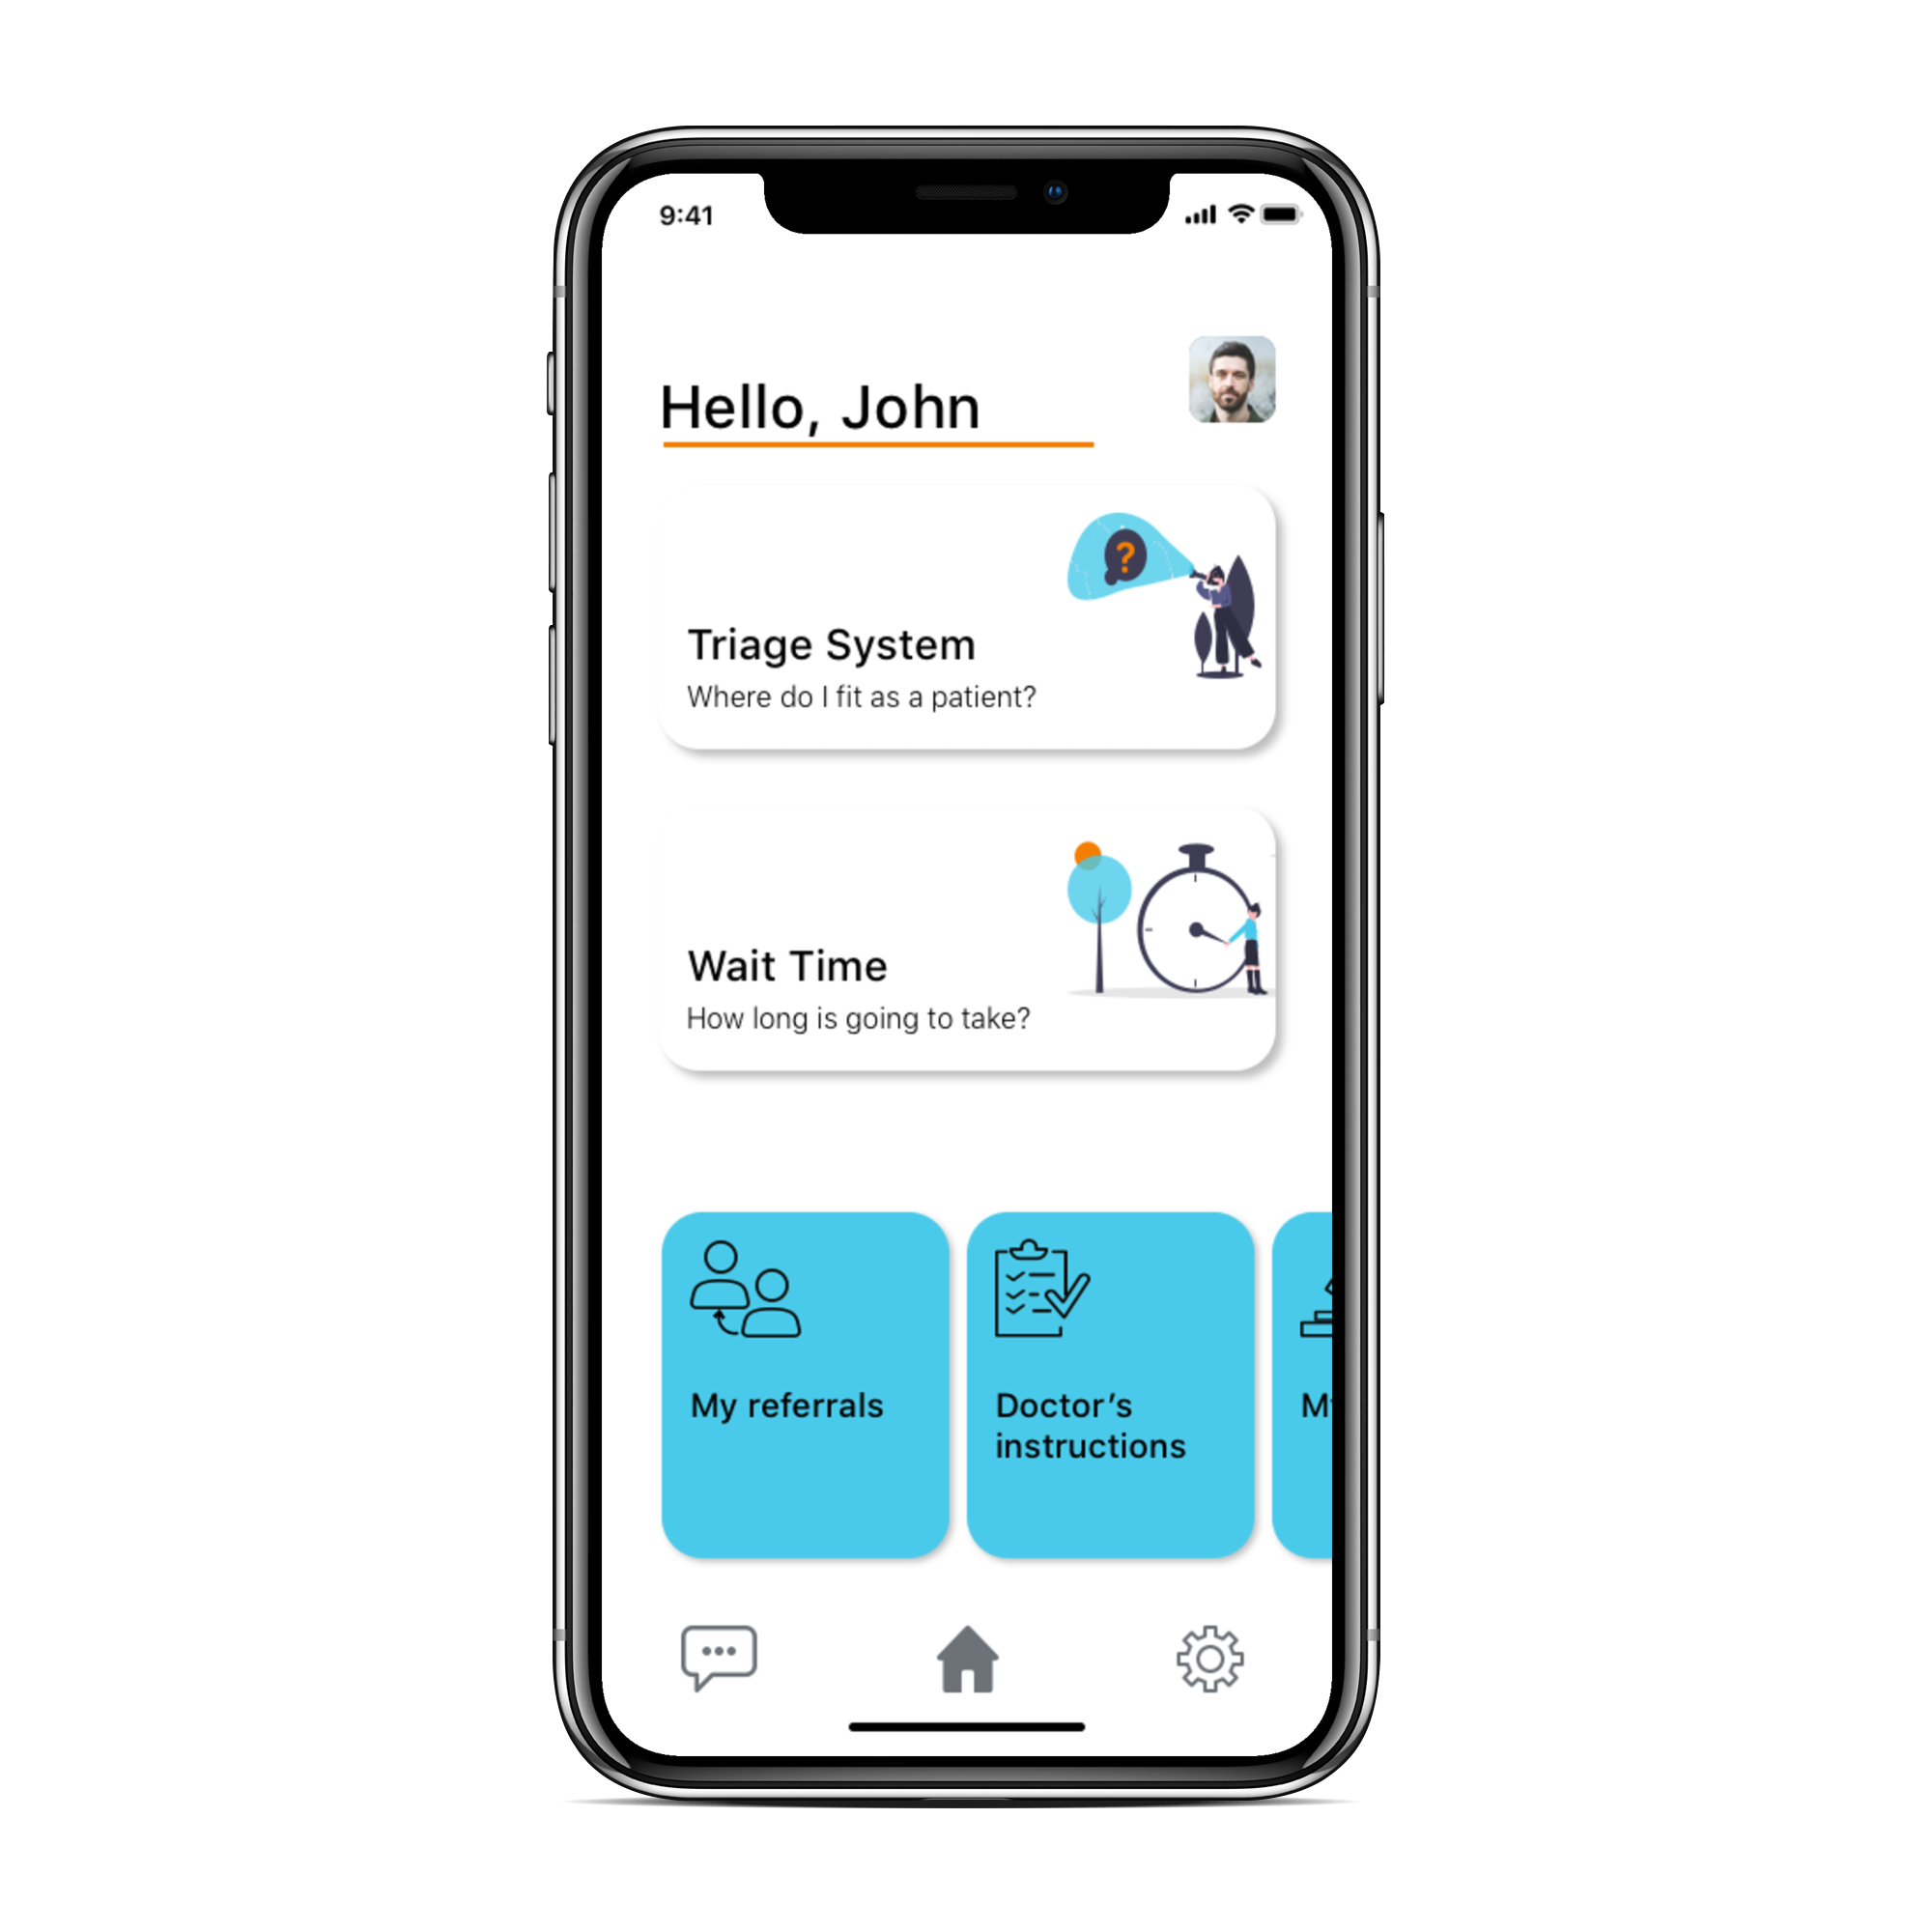 9:41
Hello, John
?
Triage System
Where do I fit as a patient?
Wait Time
How long is going to take?
My referrals
Doctor’s
instructions